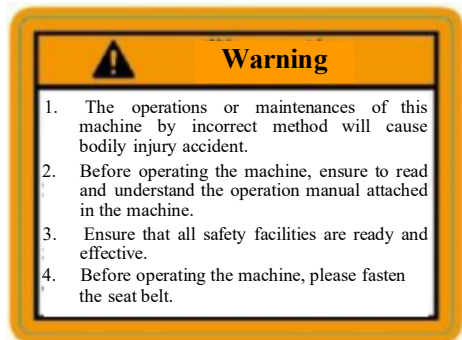 Warning
1. The operations or maintenances of this
machine by incorrect method will cause
bodily injury accident.
2. Before operating the machine, ensure to read
and understand the operation manual attached
in the machine.
3. Ensure that all safety facilities are ready and
effective.
4. Before operating the machine, please fasten
the seat belt.